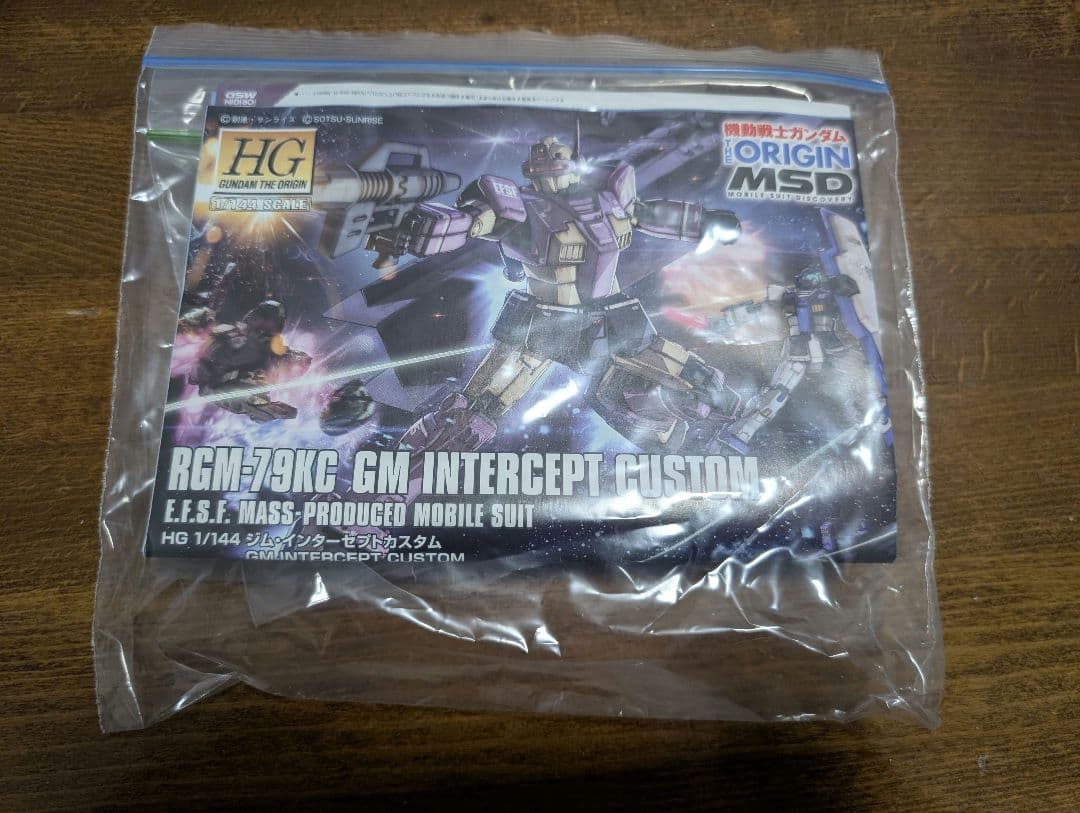 ©創通・サンライズ ©SOTSU・SUNRISE
HG
GUNDAM THE ORIGIN
1/144 SCALE
機動戦士ガンダム
THE ORIGIN
MSD
MOBILE SUIT DISCOVERY
EFSF
RGM-79KC GM INTERCEPT CUSTOM
E.F.S.F. MASS-PRODUCED MOBILE SUIT
HG 1/144 ジム・インターセプトカスタム
GM INTERCEPT CUSTOM